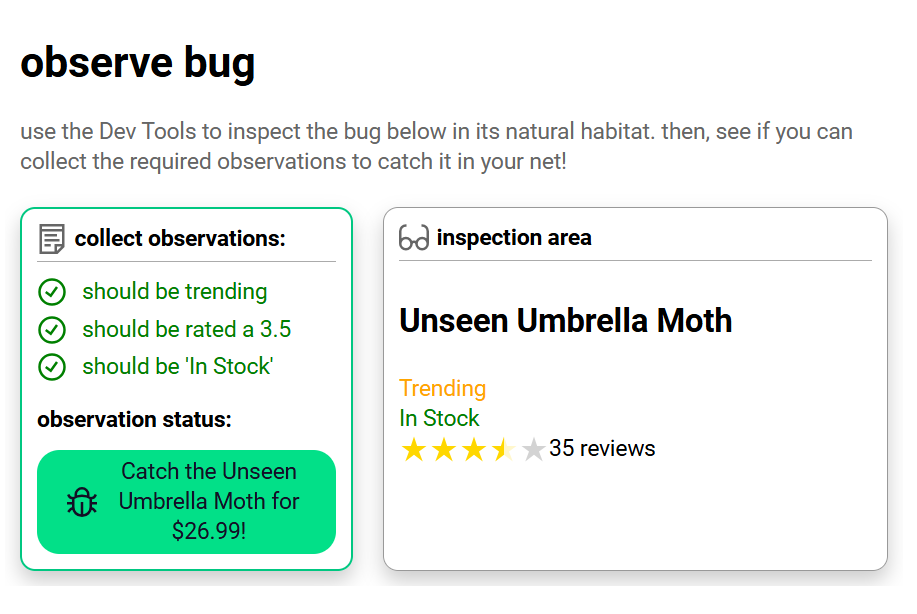 observe bug
use the Dev Tools to inspect the bug below in its natural habitat. then, see if you can
collect the required observations to catch it in your net!
collect observations:
should be trending
should be rated a 3.5
should be 'In Stock'
observation status:
Catch the Unseen
Umbrella Moth for
$26.99!
inspection area
Unseen Umbrella Moth
Trending
In Stock
35 reviews